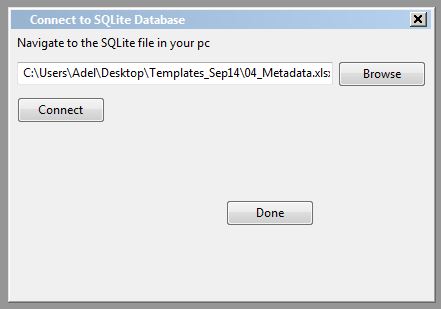 Connect to SQLite Database
Navigate to the SQLite file in your pc
C:\Users\Adel\Desktop\Templates_Sep14\04_Metadata.xls
Browse
Connect
Done